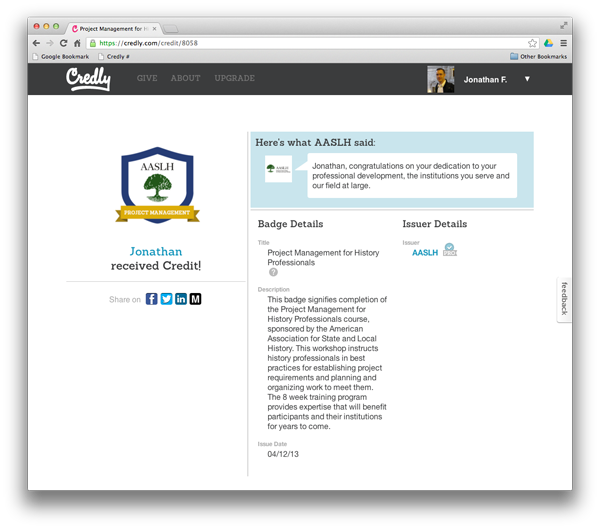 Project Management for His
https://credly.com/credit/8058
Google Bookmark
Credly #
Other Bookmarks
Credly
GIVE
ABOUT
UPGRADE
Jonathan F.
AASLH
PROJECT MANAGEMENT
Jonathan
received Credit!
Share on
M
Here's what AASLH said:
AASLH
Jonathan, congratulations on your dedication to your
professional development, the institutions you serve and
our field at large.
Badge Details
Title
Project Management for History
Professionals
?
Description
This badge signifies completion of
the Project Management for
History Professionals course,
sponsored by the American
Association for State and Local
History. This workshop instructs
history professionals in best
practices for establishing project
requirements and planning and
organizing work to meet them.
The 8 week training program
provides expertise that will benefit
participants and their institutions
for years to come.
Issue Date
04/12/13
Issuer Details
Issuer
AASLH
PRO
feedback